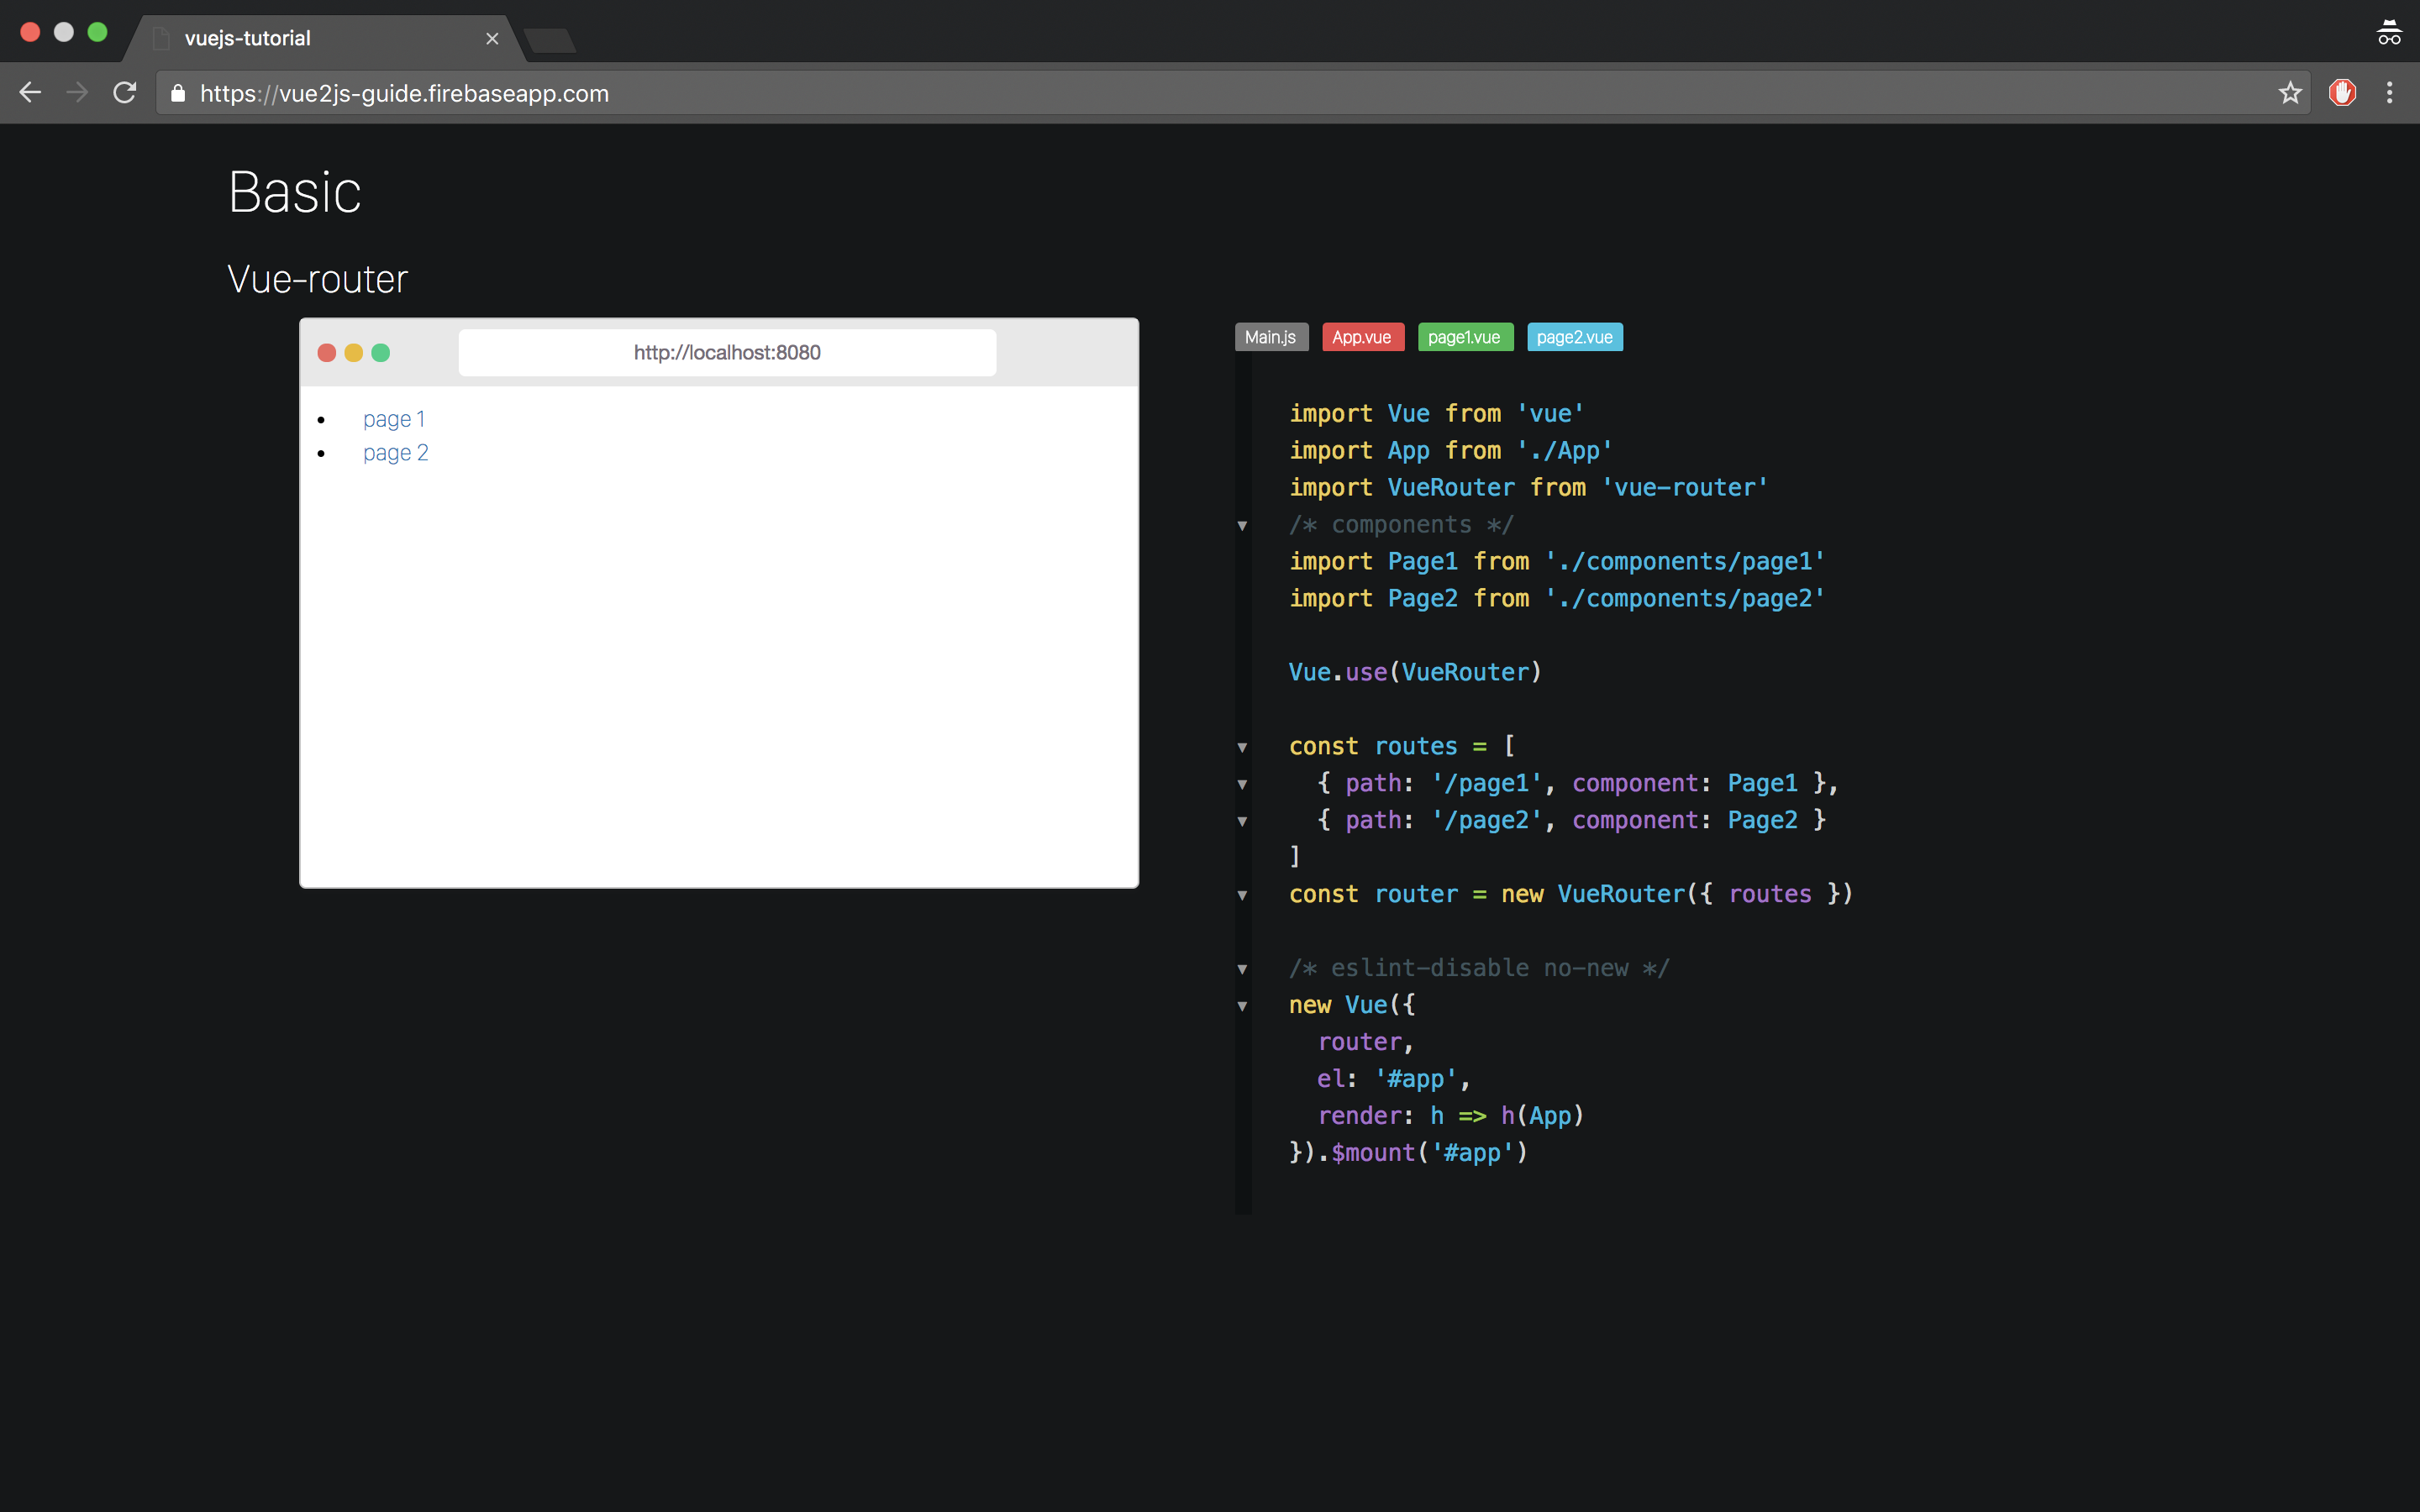 vuejs-tutorial
https://vue2js-guide.firebaseapp.com
Basic
Vue-router
http://localhost:8080
page 1
page 2
Main.js App.vue page1.vue page2.vue
import Vue from 'vue'
import App from './App'
import VueRouter from 'vue-router'
/* components */
import Page1 from './components/page1'
import Page2 from './components/page2'
Vue.use(VueRouter)
const routes = [
  { path: '/page1', component: Page1 },
  { path: '/page2', component: Page2 }
]
const router = new VueRouter({ routes })
/* eslint-disable no-new */
new Vue({
  router,
  el: '#app',
  render: h => h(App)
}).$mount('#app')